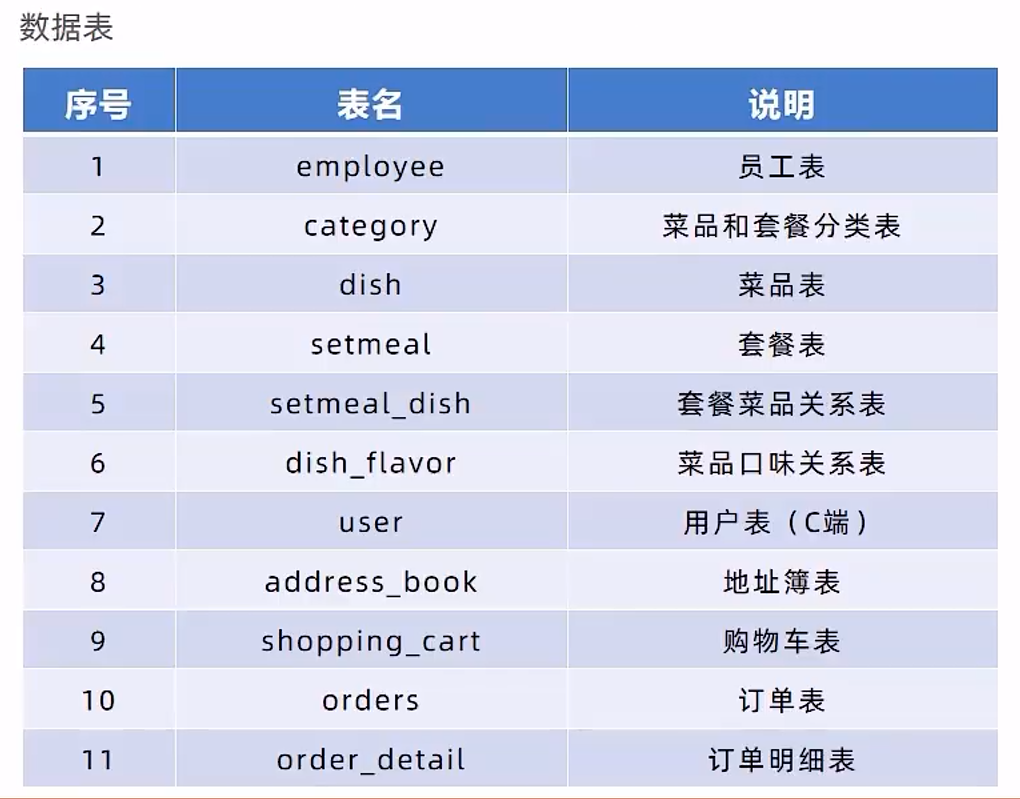 数据表
序号 表名 说明
1 employee 员工表
2 category 菜品和套餐分类表
3 dish 菜品表
4 setmeal 套餐表
5 setmeal_dish 套餐菜品关系表
6 dish_flavor 菜品口味关系表
7 user 用户表（C端）
8 address_book 地址簿表
9 shopping_cart 购物车表
10 orders 订单表
11 order_detail 订单明细表